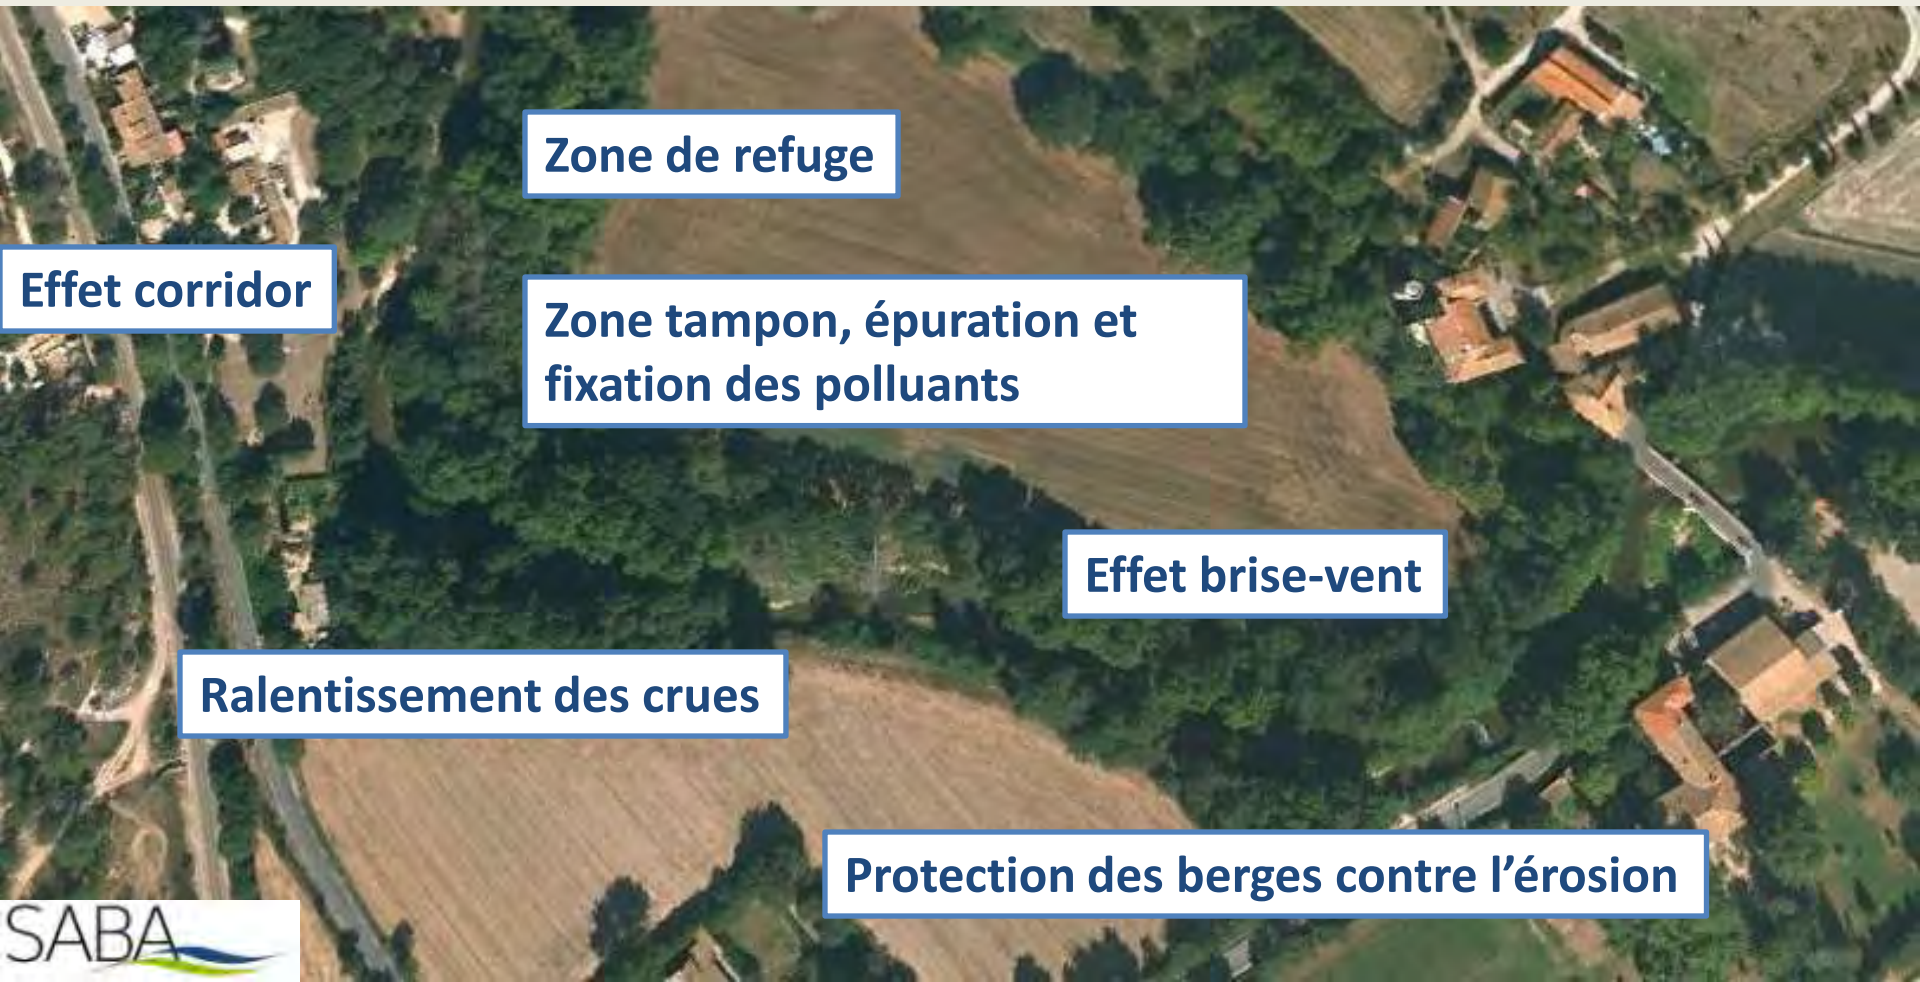 Zone de refuge
Effet corridor
Zone tampon, épuration et
fixation des polluants
Effet brise-vent
Ralentissement des crues
Protection des berges contre l’érosion
SABA